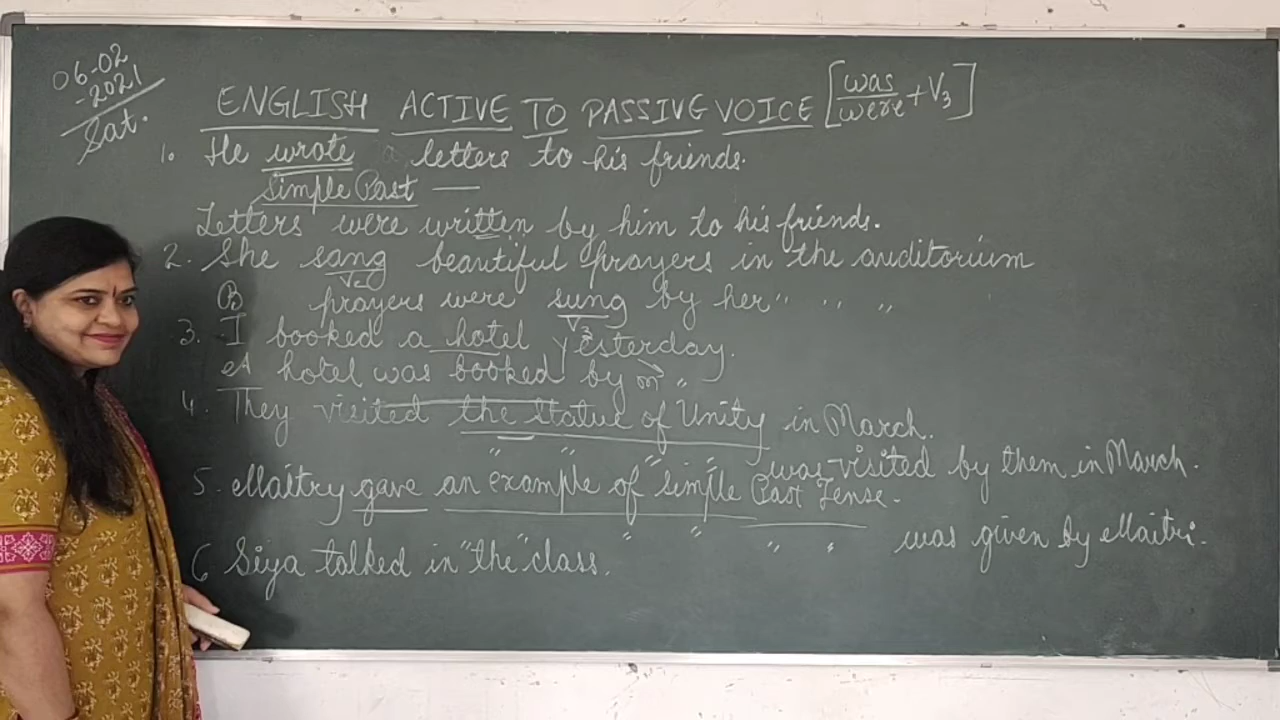 06-02
-2021
Sat.
ENGLISH ACTIVE TO PASSIVE VOICE [was/were + V3]
1. He wrote letters to his friends.
Simple Past —
Letters were written by him to his friends.
2. She sang beautiful prayers in the auditorium
V2
B prayers were sung by her " " "
V3
3. I booked a hotel yesterday.
A hotel was booked by m "
4. They visited the Statue of Unity in March.
" " " " was visited by them in March.
5. Maitry gave an example of Simple Past Tense.
" " " " " " was given by Maitri.
6 Siya talked in the class.